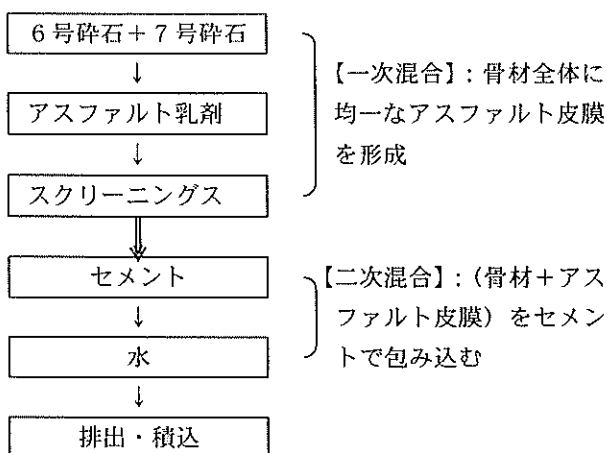 6号砕石+7号砕石
↓
アスファルト乳剤
↓
スクリーニングス
セメント
↓
水
↓
排出・積込
【一次混合】:骨材全体に
均一なアスファルト皮膜
を形成
【二次混合】:(骨材+アス
ファルト皮膜)をセメン
トで包み込む